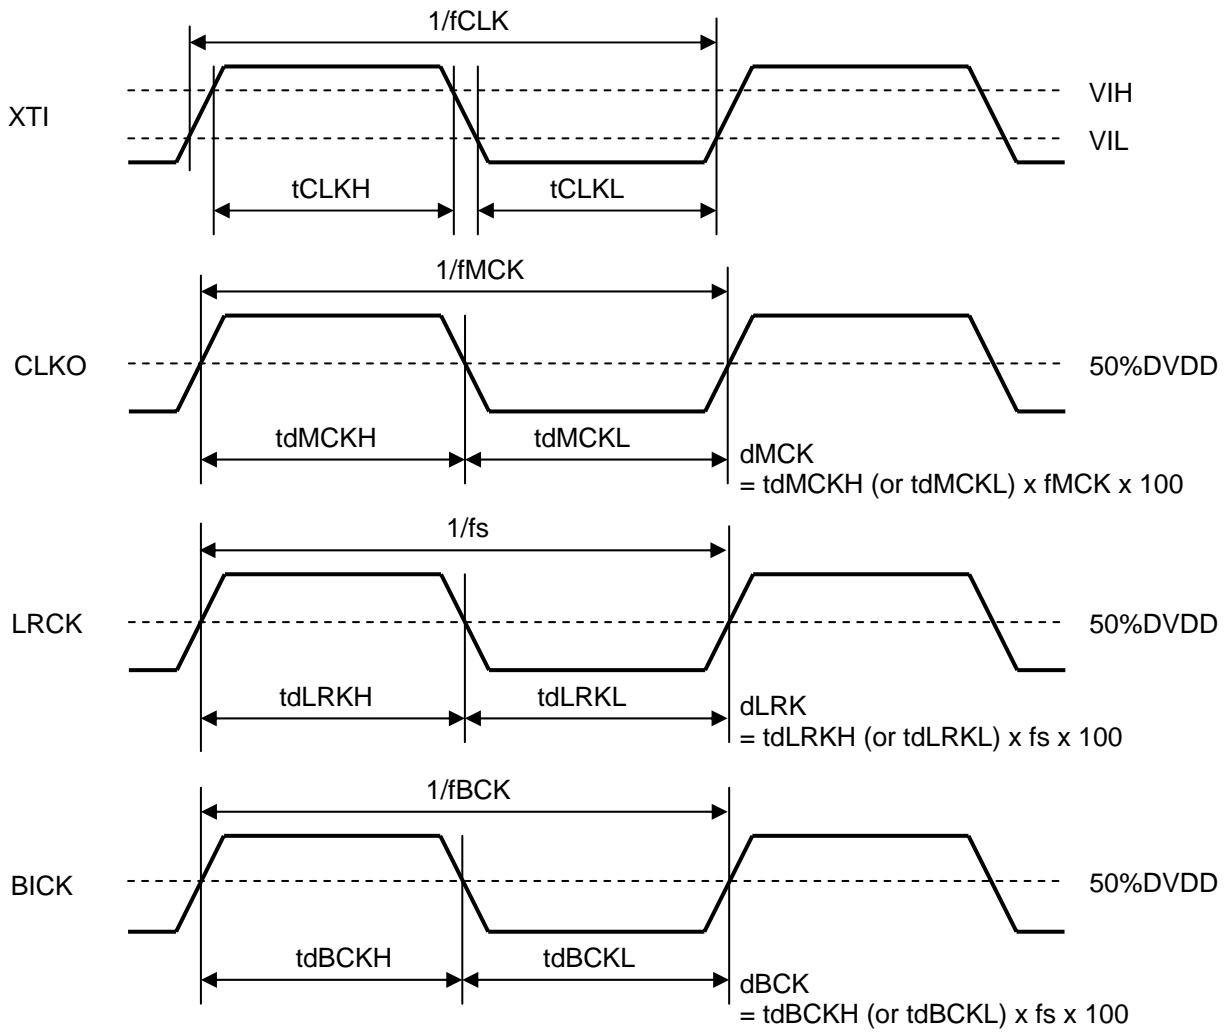 1/fCLK
XTI
VIH
VIL
tCLKH
tCLKL
1/fMCK
CLKO
50%DVDD
tdMCKH
tdMCKL
dMCK
= tdMCKH (or tdMCKL) x fMCK x 100
1/fs
LRCK
50%DVDD
tdLRKH
tdLRKL
dLRK
= tdLRKH (or tdLRKL) x fs x 100
1/fBCK
BICK
50%DVDD
tdBCKH
tdBCKL
dBCK
= tdBCKH (or tdBCKL) x fs x 100